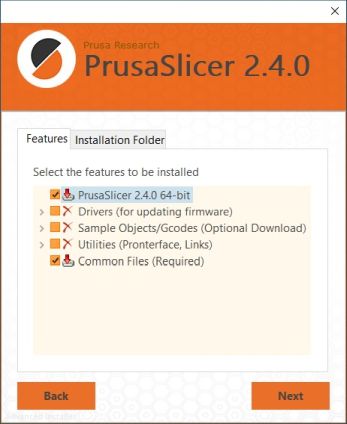 Prusa Research
PrusaSlicer 2.4.0
Features
Installation Folder
Select the features to be installed
PrusaSlicer 2.4.0 64-bit
Drivers (for updating firmware)
Sample Objects/Gcodes (Optional Download)
Utilities (Pronterface, Links)
Common Files (Required)
Back
Next
Advanced Installer